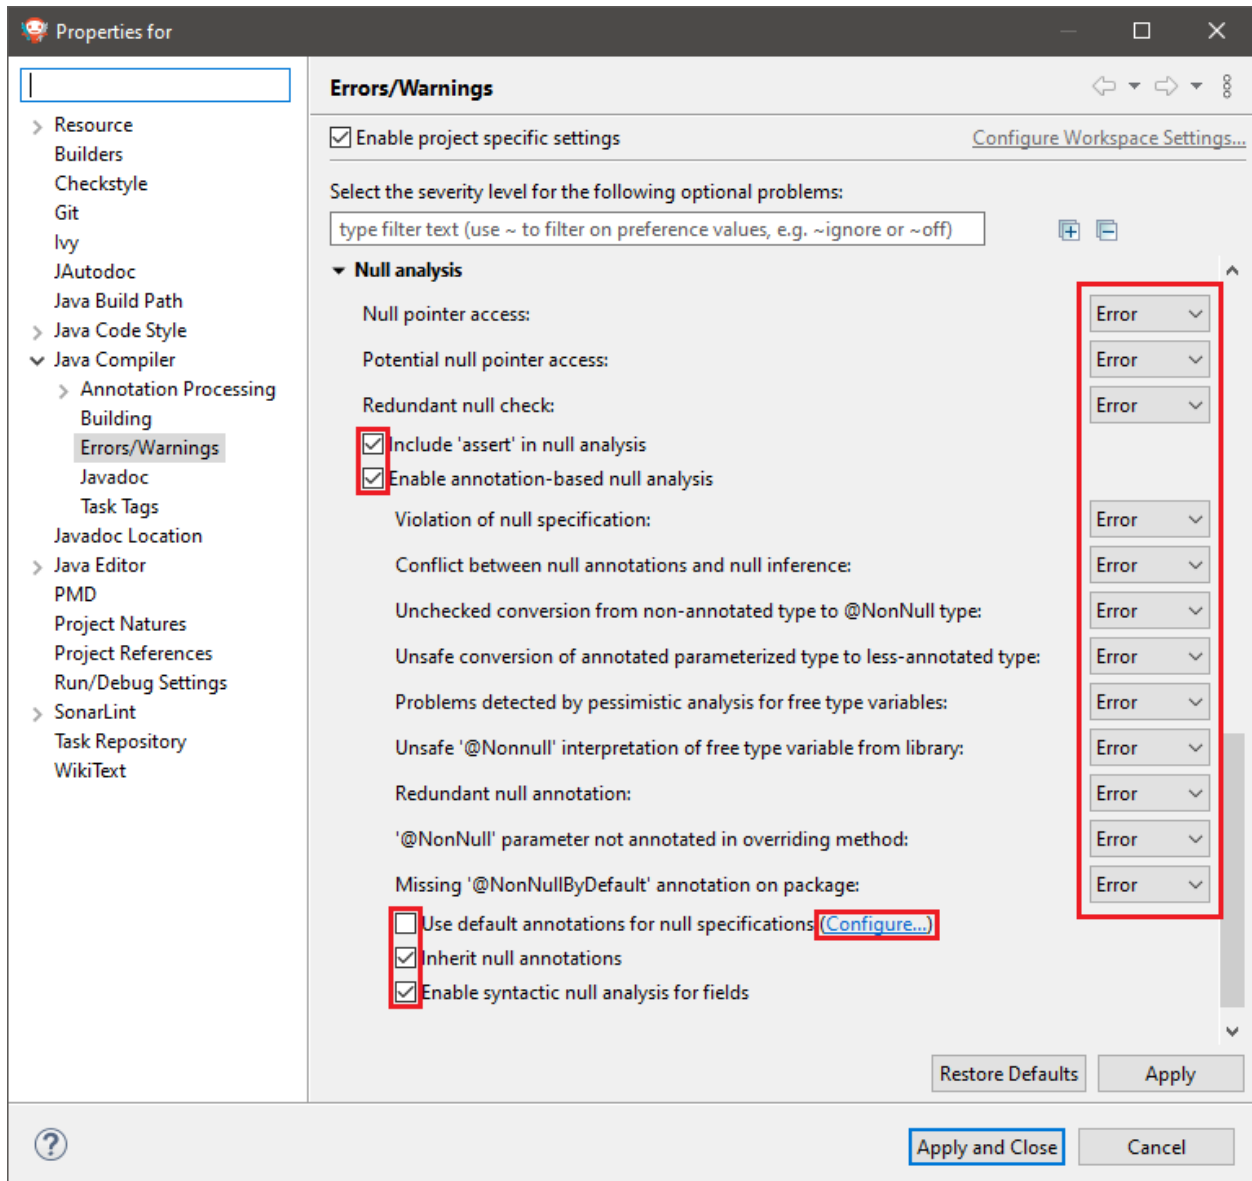 Properties for
Resource
Builders
Checkstyle
Git
Ivy
JAutodoc
Java Build Path
Java Code Style
Java Compiler
Annotation Processing
Building
Errors/Warnings
Javadoc
Task Tags
Javadoc Location
Java Editor
PMD
Project Natures
Project References
Run/Debug Settings
SonarLint
Task Repository
WikiText
Errors/Warnings
Enable project specific settings
Configure Workspace Settings...
Select the severity level for the following optional problems:
type filter text (use ~ to filter on preference values, e.g. ~ignore or ~off)
Null analysis
Null pointer access: Error
Potential null pointer access: Error
Redundant null check: Error
Include 'assert' in null analysis
Enable annotation-based null analysis
Violation of null specification: Error
Conflict between null annotations and null inference: Error
Unchecked conversion from non-annotated type to @NonNull type: Error
Unsafe conversion of annotated parameterized type to less-annotated type: Error
Problems detected by pessimistic analysis for free type variables: Error
Unsafe '@Nonnull' interpretation of free type variable from library: Error
Redundant null annotation: Error
'@NonNull' parameter not annotated in overriding method: Error
Missing '@NonNullByDefault' annotation on package: Error
Use default annotations for null specifications (Configure...)
Inherit null annotations
Enable syntactic null analysis for fields
Restore Defaults
Apply
?
Apply and Close
Cancel